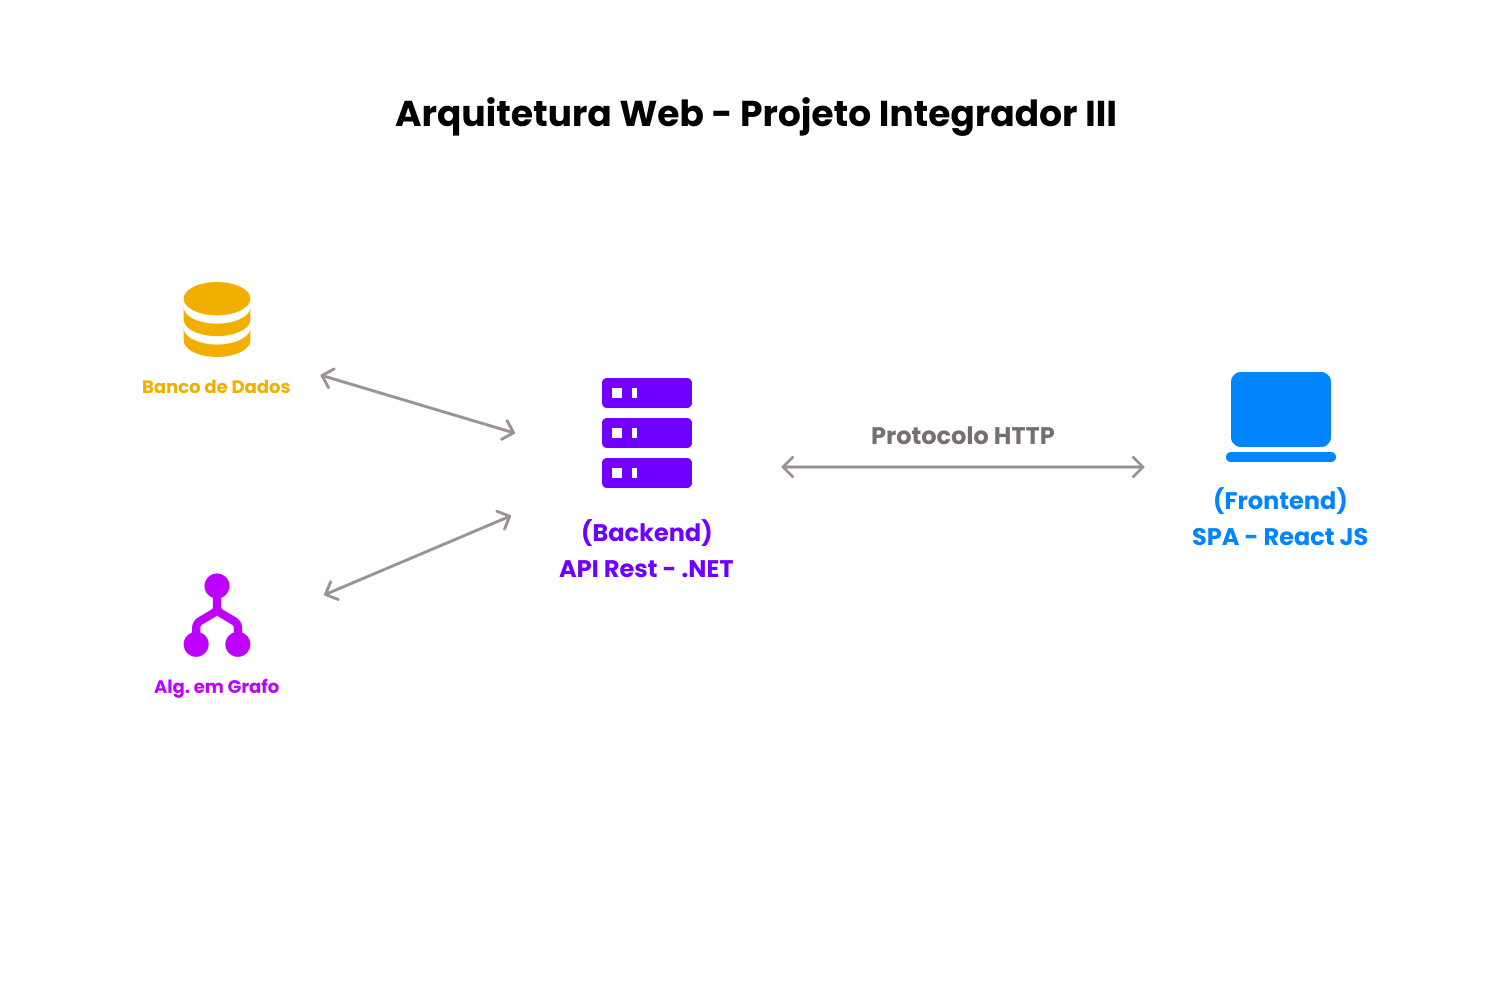 Arquitetura Web - Projeto Integrador III
Banco de Dados
Protocolo HTTP
(Backend)
API Rest - .NET
(Frontend)
SPA - React JS
Alg. em Grafo